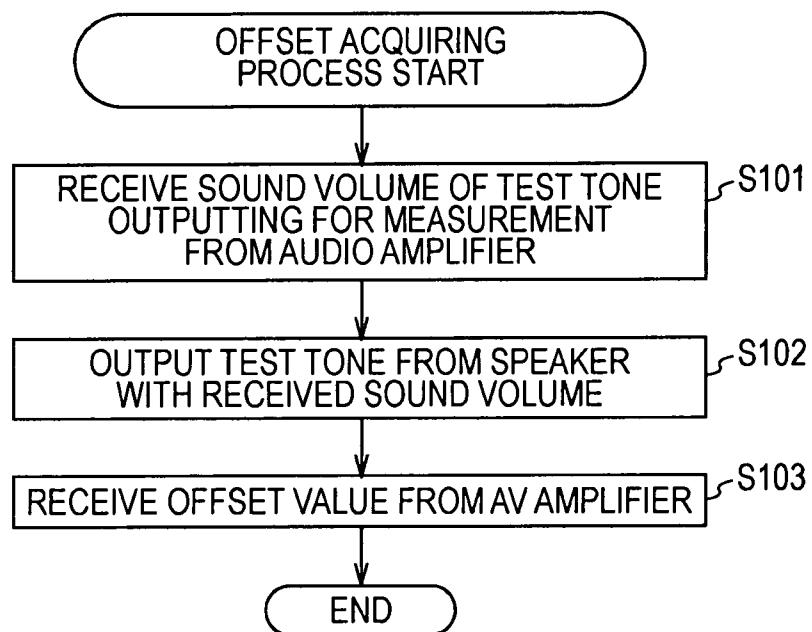 OFFSET ACQUIRING
PROCESS START
RECEIVE SOUND VOLUME OF TEST TONE
OUTPUTTING FOR MEASUREMENT
FROM AUDIO AMPLIFIER
S101
OUTPUT TEST TONE FROM SPEAKER
WITH RECEIVED SOUND VOLUME
S102
RECEIVE OFFSET VALUE FROM AV AMPLIFIER
S103
END